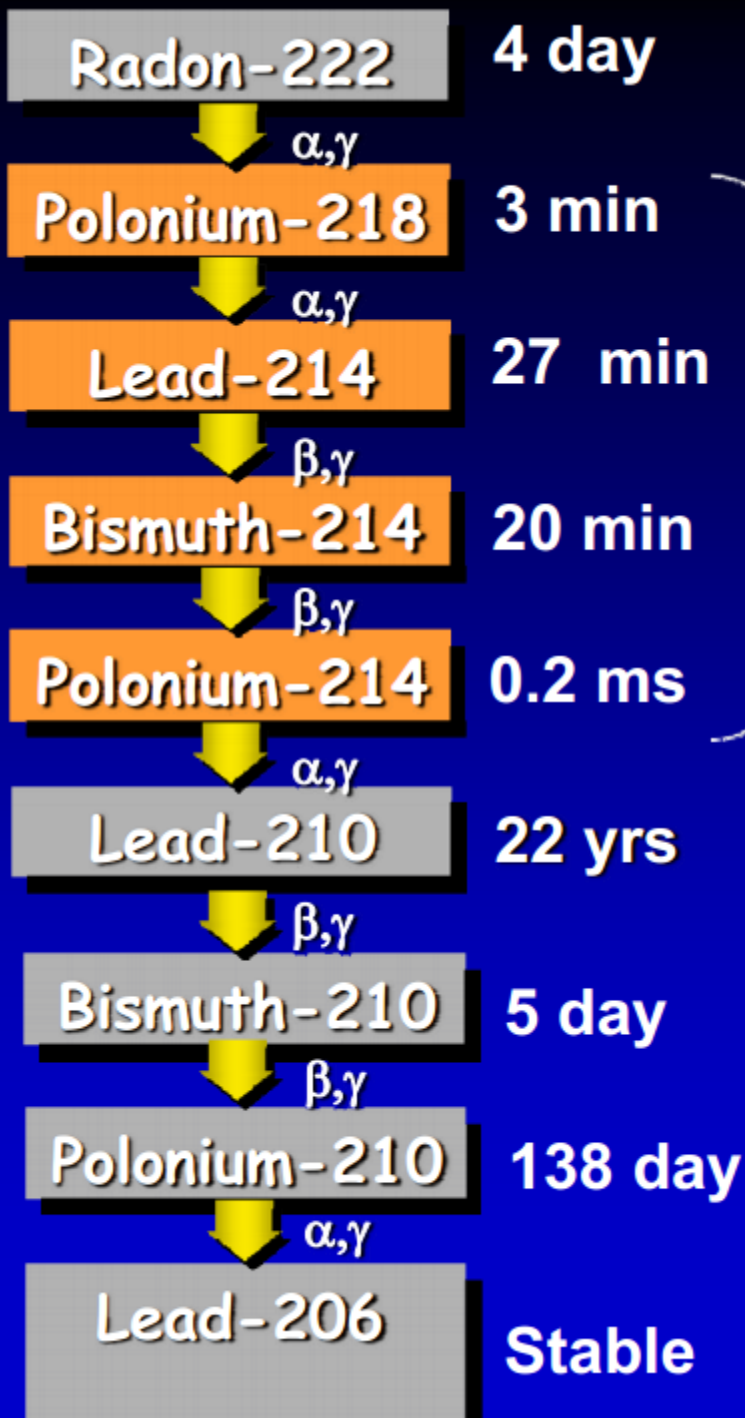 Radon-222 4 day
α,γ
Polonium-218 3 min
α,γ
Lead-214 27 min
β,γ
Bismuth-214 20 min
β,γ
Polonium-214 0.2 ms
α,γ
Lead-210 22 yrs
β,γ
Bismuth-210 5 day
β,γ
Polonium-210 138 day
α,γ
Lead-206
Stable